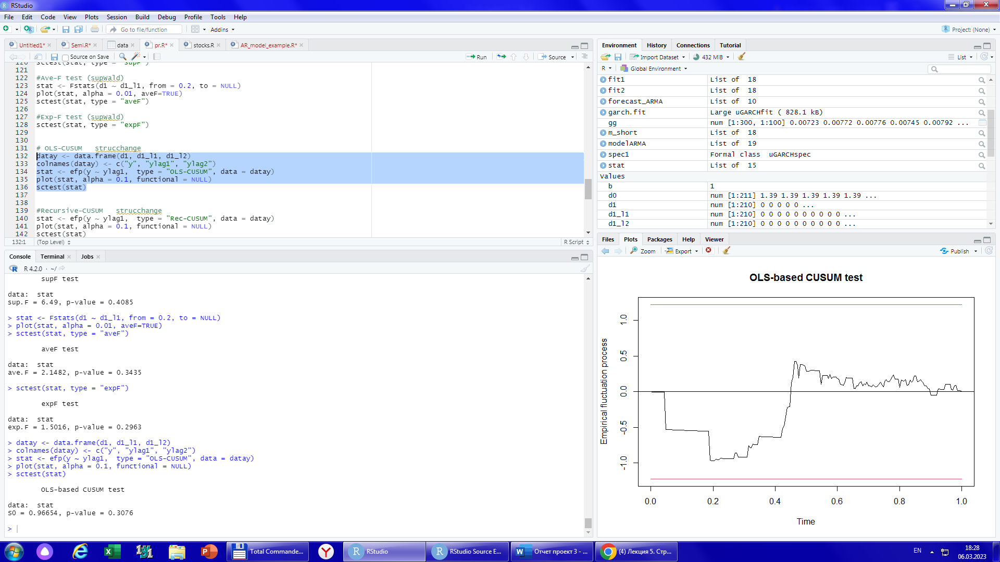 RStudio
File Edit Code View Plots Session Build Debug Profile Tools Help
Go to file/function Addins Project: (None)
Untitled1* Semi.R* data pr.R* stocks.R AR_model_example.R*
Source on Save Run Source
120 sctest(stat, type = "supF")
121
122 #Ave-F test (supWald)
123 stat <- Fstats(d1 ~ d1_l1, from = 0.2, to = NULL)
124 plot(stat, alpha = 0.01, aveF=TRUE)
125 sctest(stat, type = "aveF")
126
127 #Exp-F test (supWald)
128 sctest(stat, type = "expF")
129
130
131 # OLS-CUSUM strucchange
132 datay <- data.frame(d1, d1_l1, d1_l2)
133 colnames(datay) <- c("y", "ylag1", "ylag2")
134 stat <- efp(y ~ ylag1, type = "OLS-CUSUM", data = datay)
135 plot(stat, alpha = 0.1, functional = NULL)
136 sctest(stat)
137
138
139 #Recursive-CUSUM strucchange
140 stat <- efp(y ~ ylag1, type = "Rec-CUSUM", data = datay)
141 plot(stat, alpha = 0.1, functional = NULL)
142 sctest(stat)
132:1 (Top Level) R Script
Console Terminal Jobs
R 4.2.0 · ~/
supF test
data: stat
sup.F = 6.49, p-value = 0.4085
> stat <- Fstats(d1 ~ d1_l1, from = 0.2, to = NULL)
> plot(stat, alpha = 0.01, aveF=TRUE)
> sctest(stat, type = "aveF")
aveF test
data: stat
ave.F = 2.1482, p-value = 0.3435
> sctest(stat, type = "expF")
expF test
data: stat
exp.F = 1.5016, p-value = 0.2963
> datay <- data.frame(d1, d1_l1, d1_l2)
> colnames(datay) <- c("y", "ylag1", "ylag2")
> stat <- efp(y ~ ylag1, type = "OLS-CUSUM", data = datay)
> plot(stat, alpha = 0.1, functional = NULL)
> sctest(stat)
OLS-based CUSUM test
data: stat
S0 = 0.96654, p-value = 0.3076
>
Environment History Connections Tutorial
Import Dataset 432 MiB List
R Global Environment
fit1 List of 18
fit2 List of 18
forecast_ARMA List of 10
garch.fit Large uGARCHfit ( 828.1 kB)
gg num [1:300, 1:100] 0.00723 0.00772 0.00776 0.00745 0.00792 ...
m_short List of 18
modelARMA List of 19
spec1 Formal class uGARCHspec
stat List of 15
Values
b 1
d0 num [1:211] 1.39 1.39 1.39 1.39 1.39 ...
d1 num [1:210] 0 0 0 0 0 ...
d1_l1 num [1:210] 0 0 0 0 0 0 0 0 0 0 ...
d1_l2 num [1:210] 0 0 0 0 0 0 0 0 0 0 ...
Files Plots Packages Help Viewer
Zoom Export Publish
OLS-based CUSUM test
Empirical fluctuation process
1.0
0.5
0.0
-0.5
-1.0
0.0 0.2 0.4 0.6 0.8 1.0
Time
Total Commande... RStudio RStudio Source E... Отчет проект 3 - ... (4) Лекция 5. Стр... EN 18:28
06.03.2023